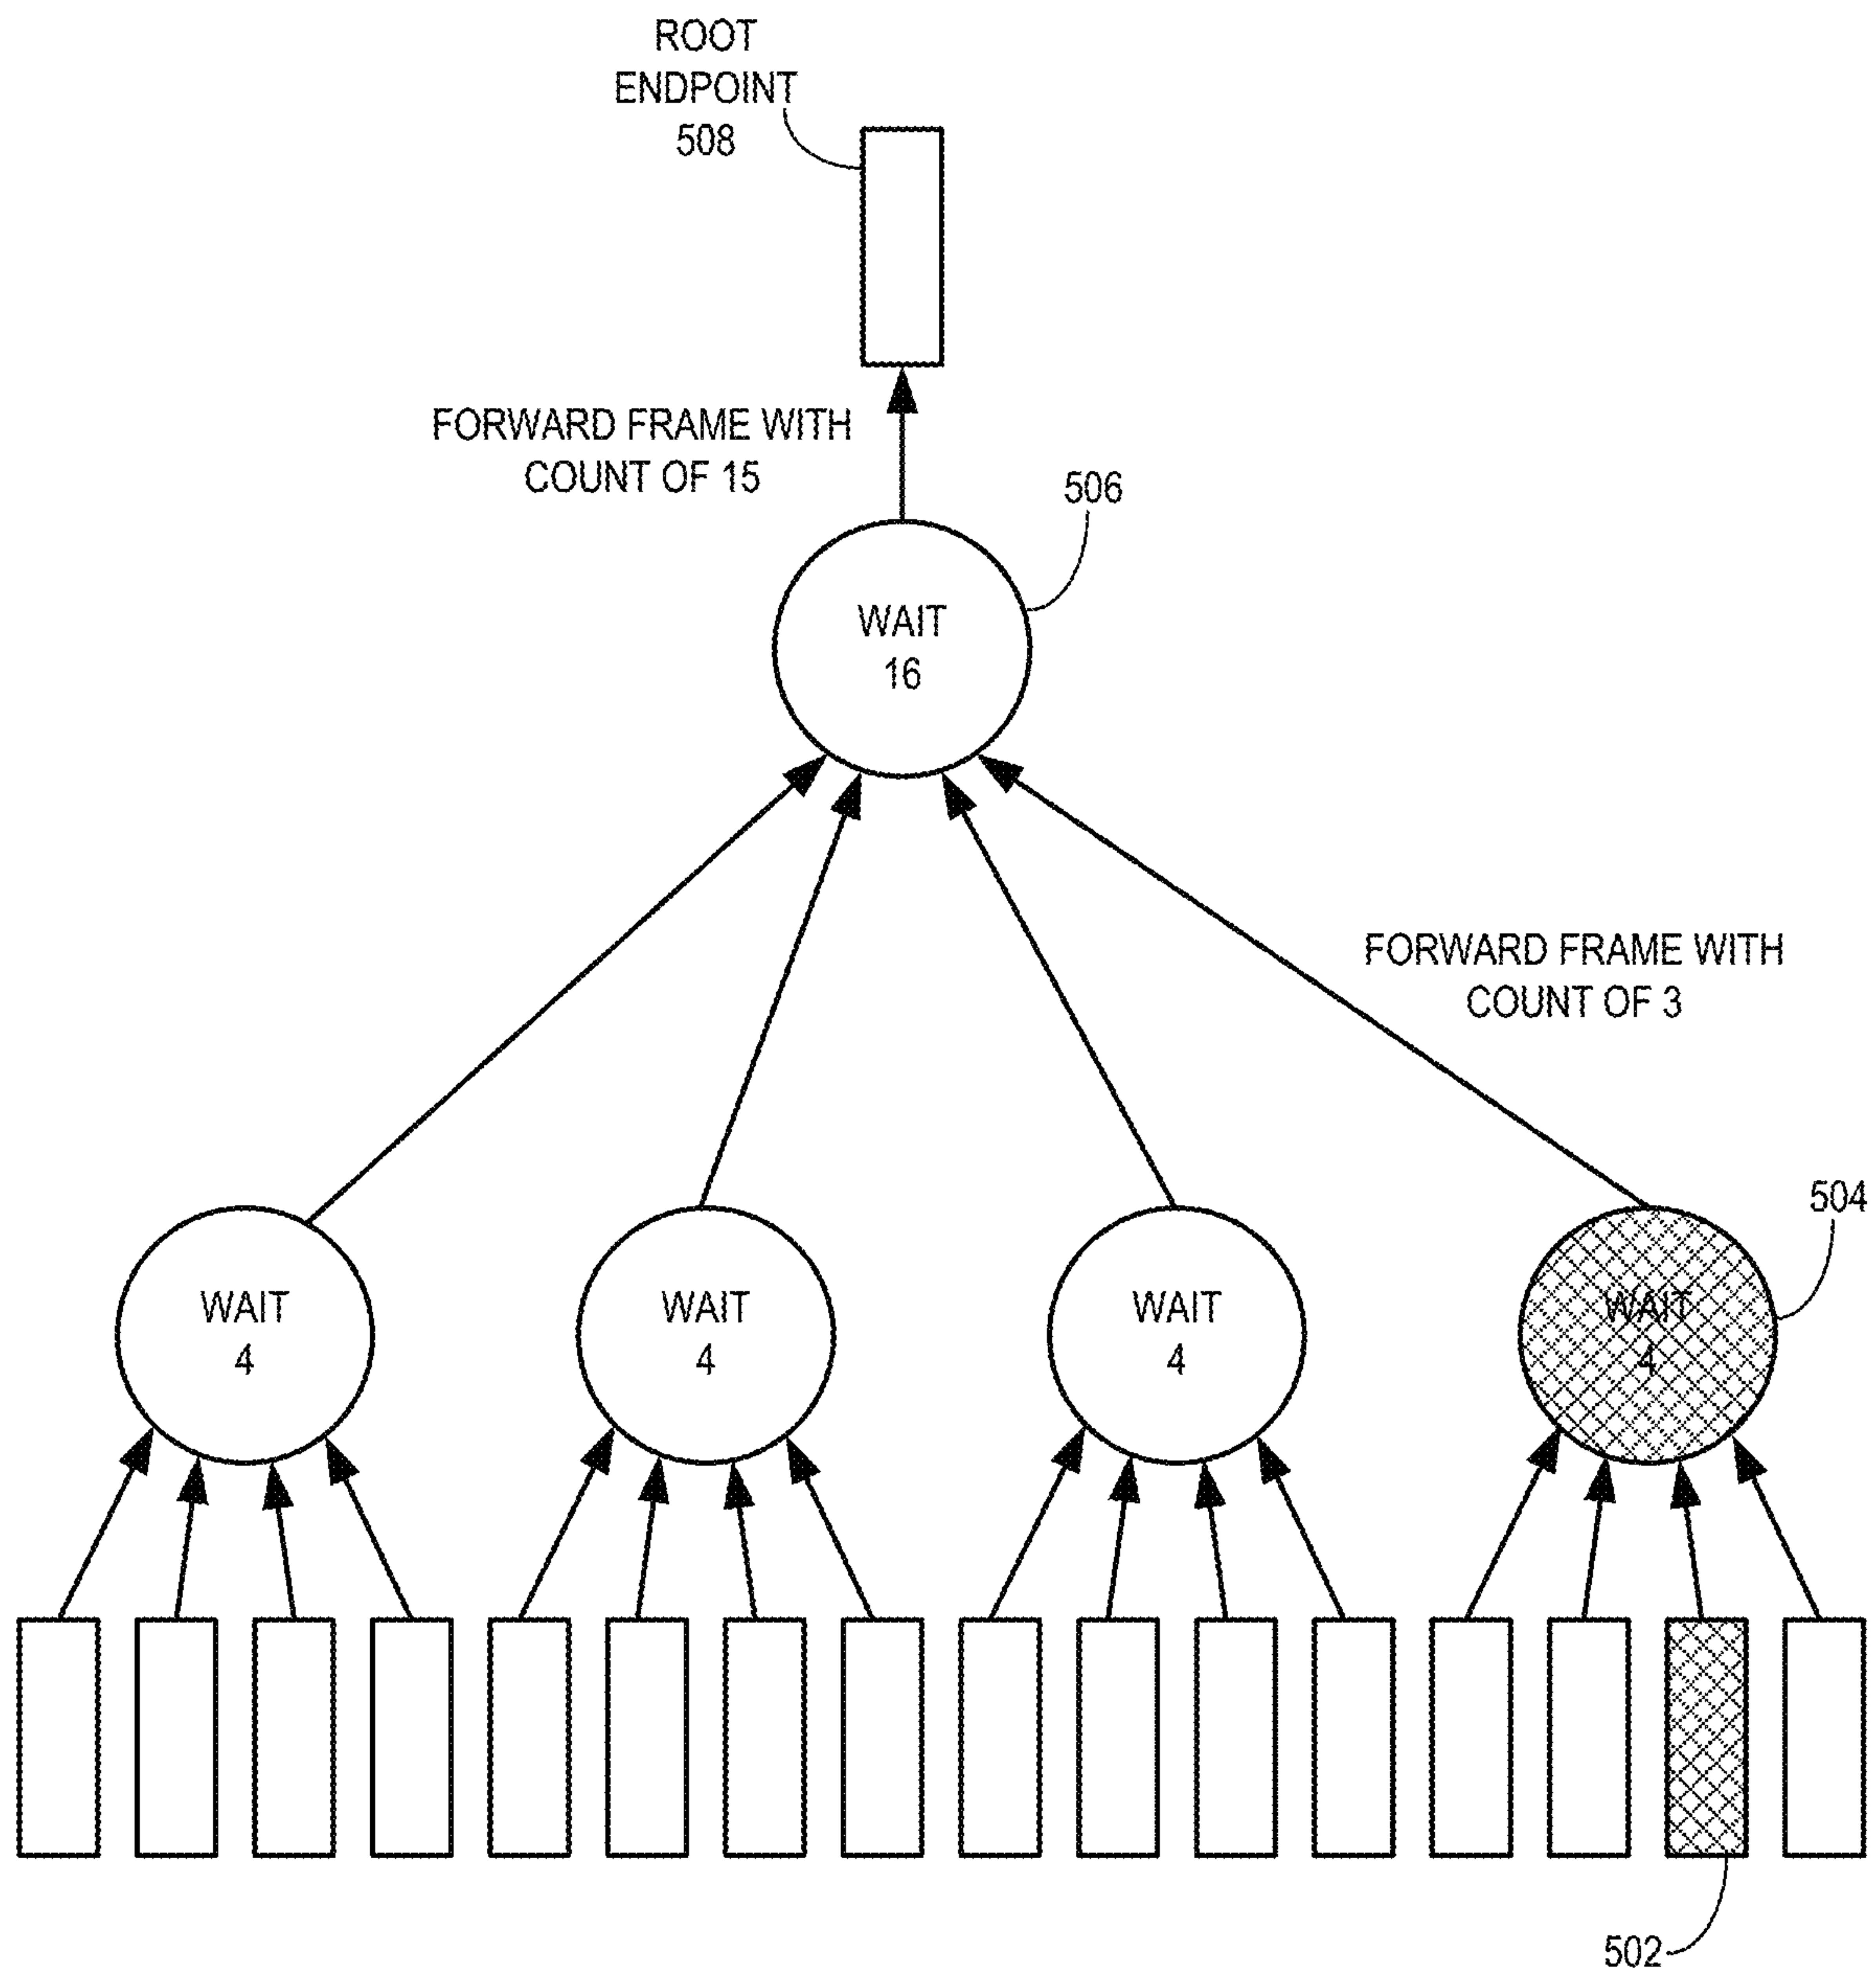 ROOT
ENDPOINT
508
FORWARD FRAME WITH
COUNT OF 15
506
WAIT
16
FORWARD FRAME WITH
COUNT OF 3
504
WAIT
4
WAIT
4
WAIT
4
WAIT
4
502